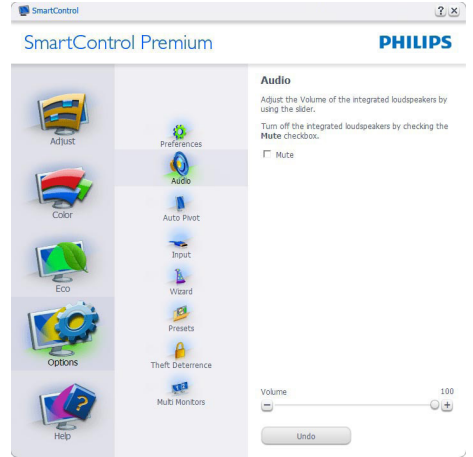 SmartControl
SmartControl Premium
PHILIPS
Adjust
Color
Eco
Options
Help
Preferences
Audio
Auto Pivot
Input
Wizard
Presets
Theft Deterrence
Multi Monitors
Audio
Adjust the Volume of the integrated loudspeakers by
using the slider.
Turn off the integrated loudspeakers by checking the
Mute checkbox.
Mute
Volume 100
Undo